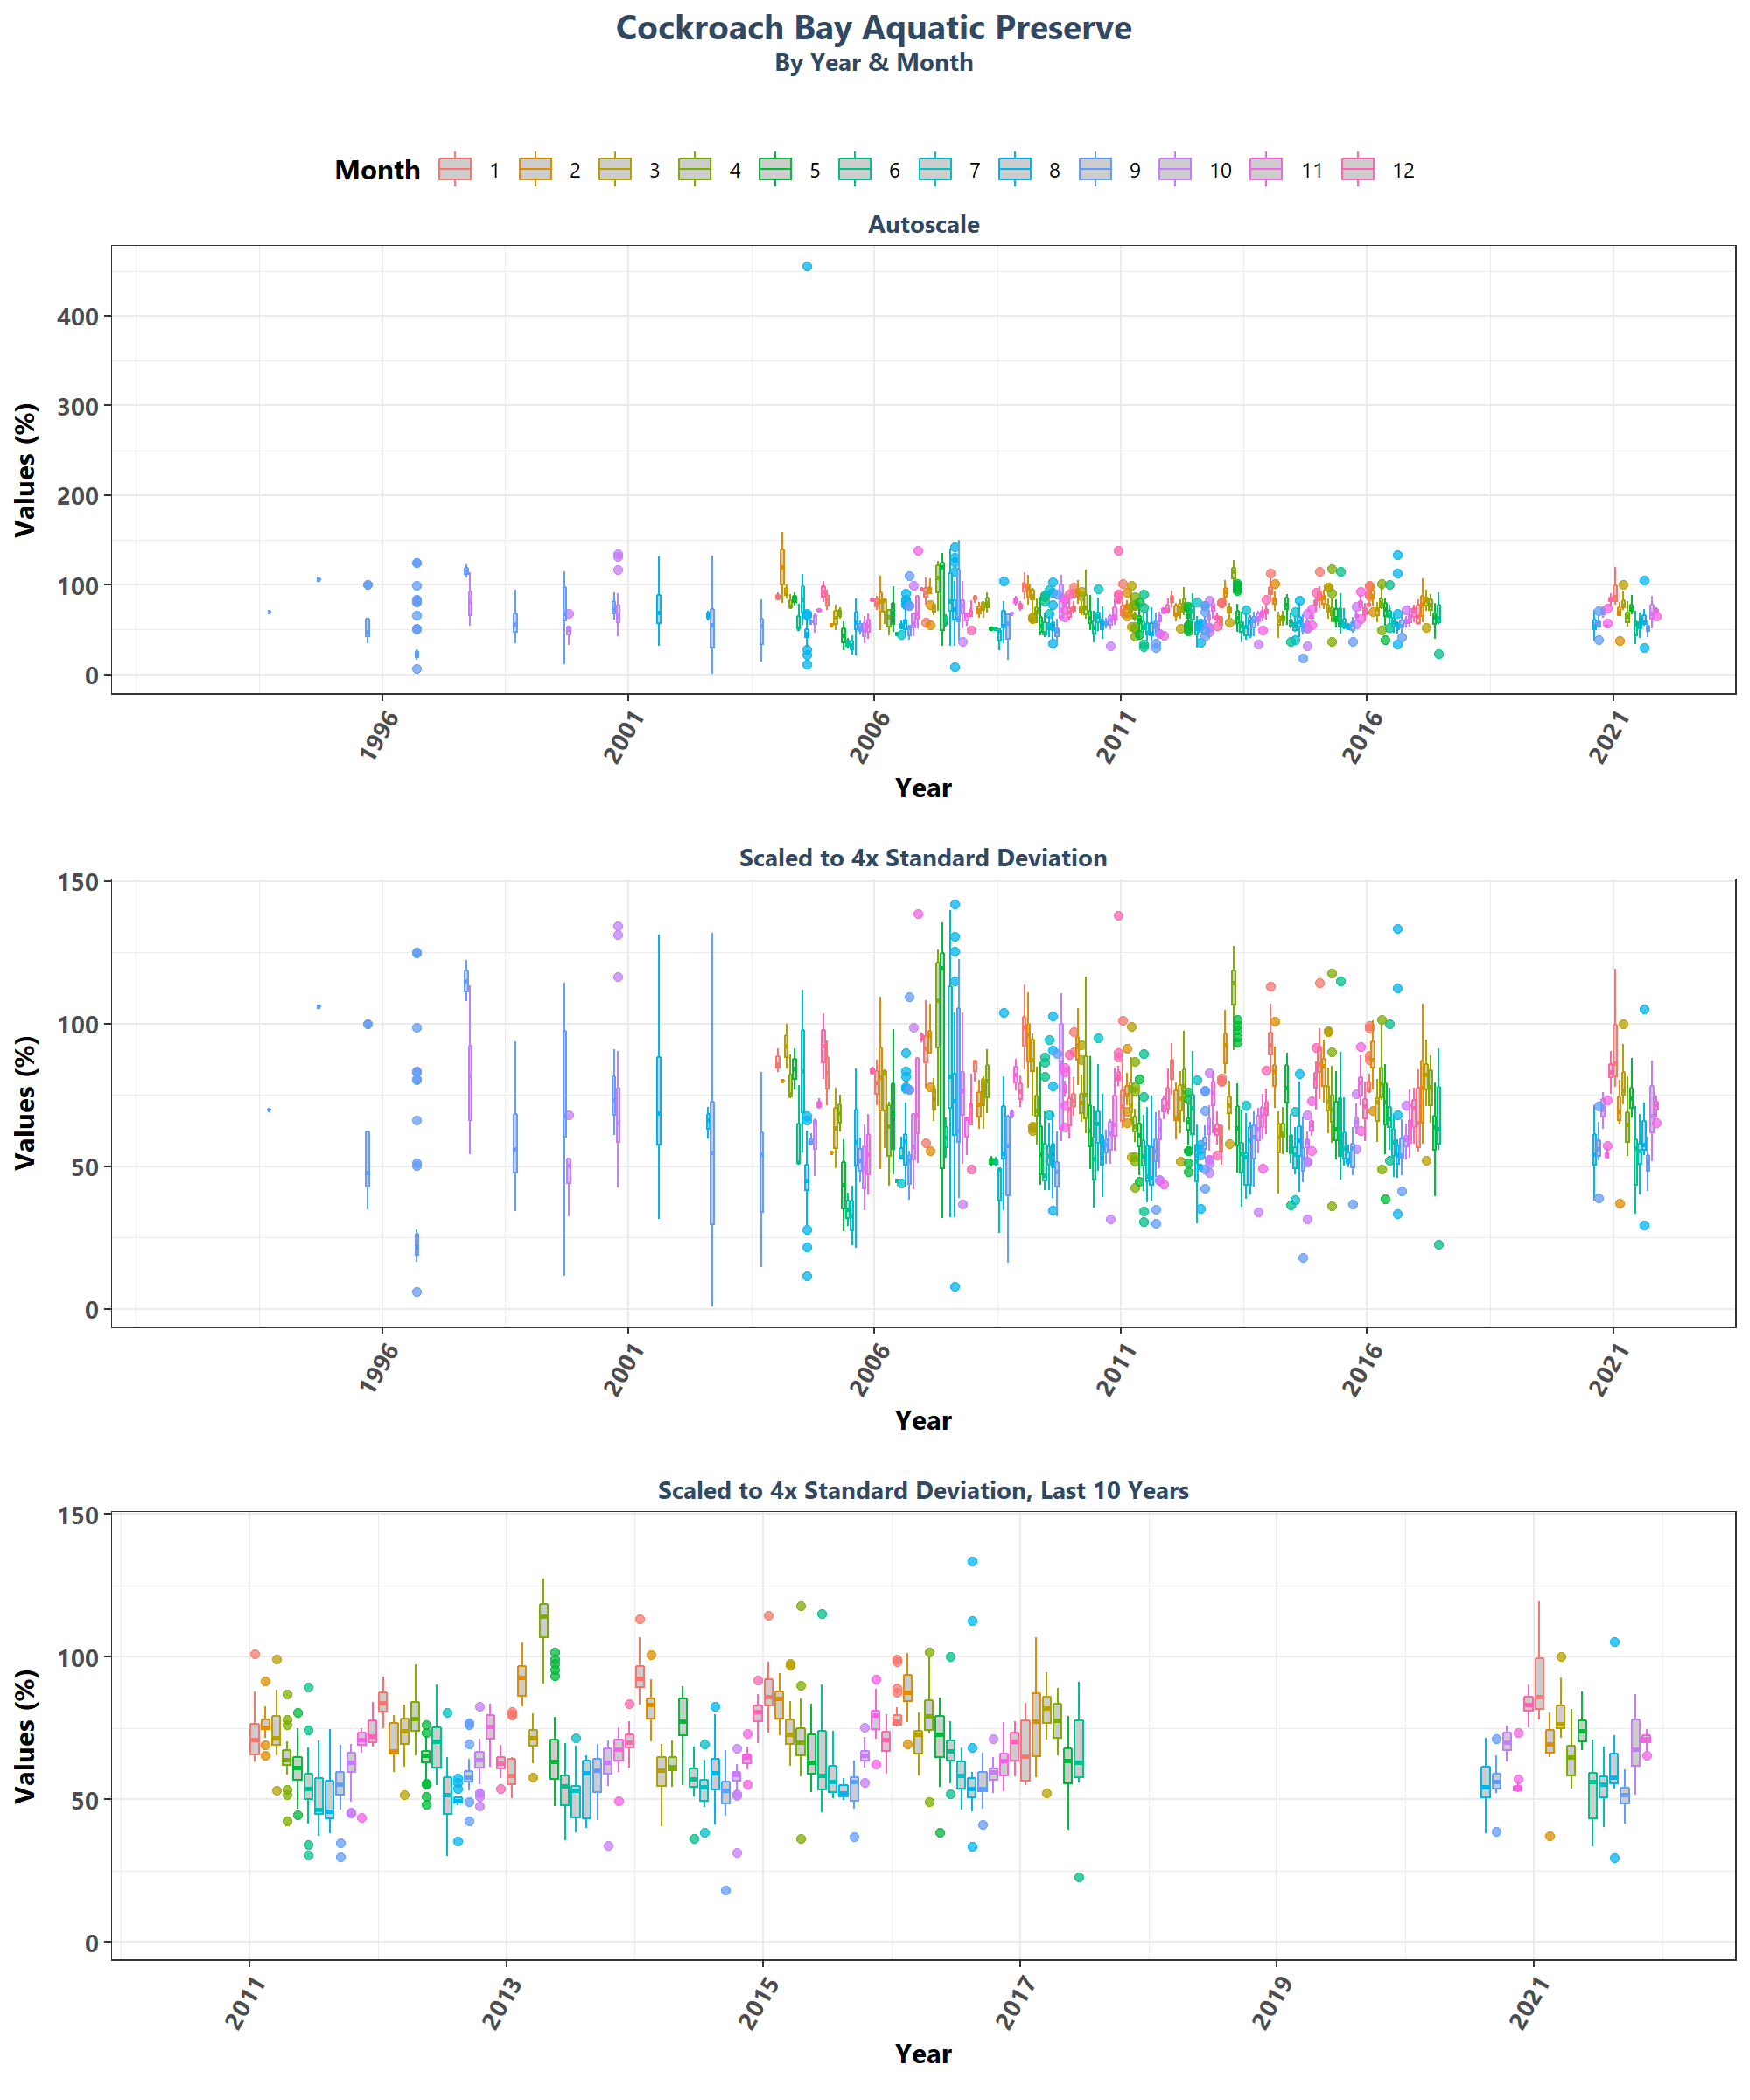 Cockroach Bay Aquatic Preserve
By Year & Month
Month 1 2 3 4 5 6 7 8 9 10 11 12
Autoscale
Values (%)
400
300
200
100
0
1996 2001 2006 2011 2016 2021
Year
Scaled to 4x Standard Deviation
Values (%)
150
100
50
0
1996 2001 2006 2011 2016 2021
Year
Scaled to 4x Standard Deviation, Last 10 Years
Values (%)
150
100
50
0
2011 2013 2015 2017 2019 2021
Year